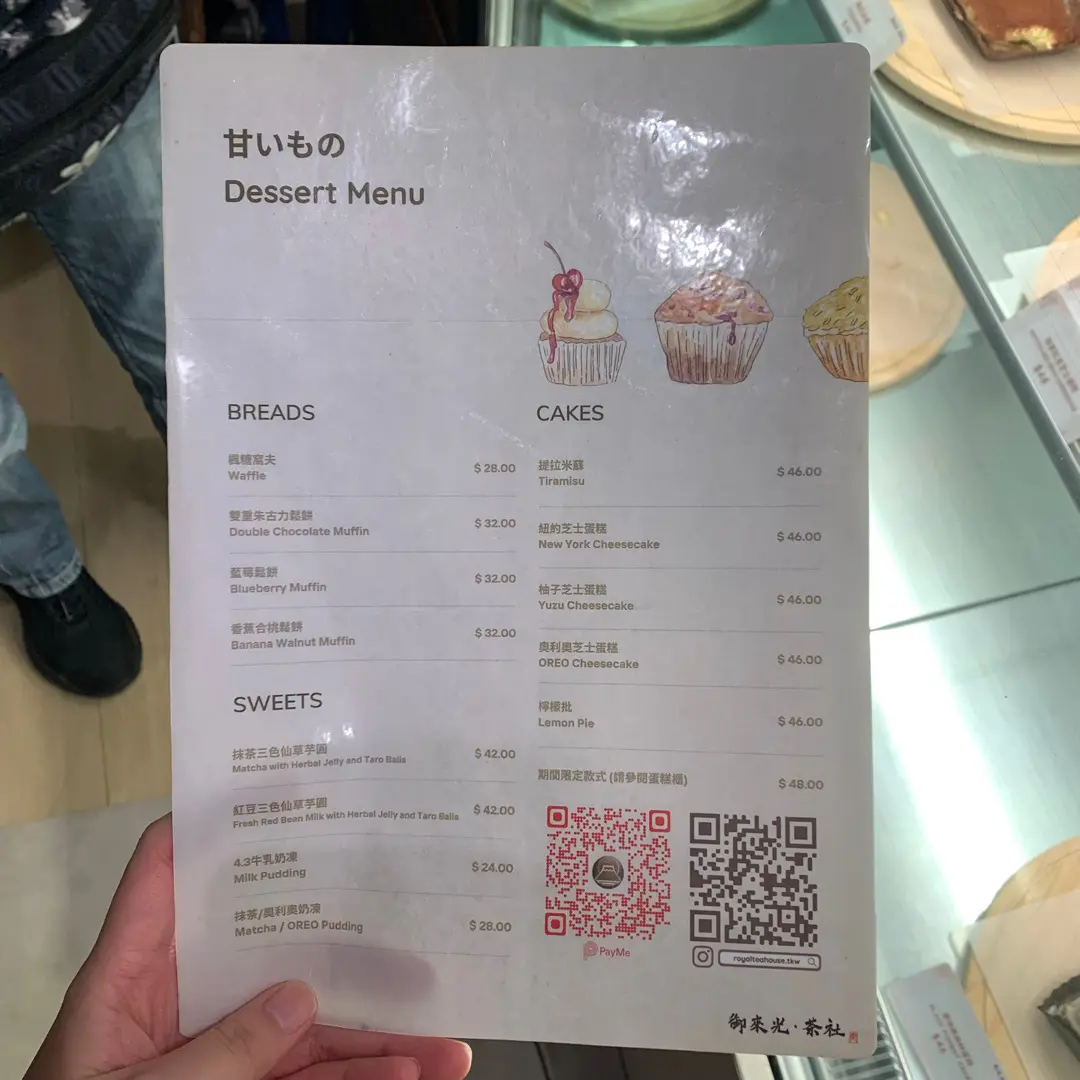 甘いもの
Dessert Menu
BREADS
楓糖窩夫
Waffle
$ 28.00
雙重朱古力鬆餅
Double Chocolate Muffin
$ 32.00
藍莓鬆餅
Blueberry Muffin
$ 32.00
香蕉合桃鬆餅
Banana Walnut Muffin
$ 32.00
SWEETS
抹茶三色仙草芋圓
Matcha with Herbal Jelly and Taro Balls
$ 42.00
紅豆三色仙草芋圓
Fresh Red Bean Milk with Herbal Jelly and Taro Balls
$ 42.00
4.3牛乳奶凍
Milk Pudding
$ 24.00
抹茶/奧利奧奶凍
Matcha / OREO Pudding
$ 28.00
CAKES
提拉米蘇
Tiramisu
$ 46.00
紐約芝士蛋糕
New York Cheesecake
$ 46.00
柚子芝士蛋糕
Yuzu Cheesecake
$ 46.00
奧利奧芝士蛋糕
OREO Cheesecake
$ 46.00
檸檬批
Lemon Pie
$ 46.00
期間限定款式 (請參閱蛋糕櫃)
$ 48.00
PayMe
royalteahouse.tkw
御來光·茶社